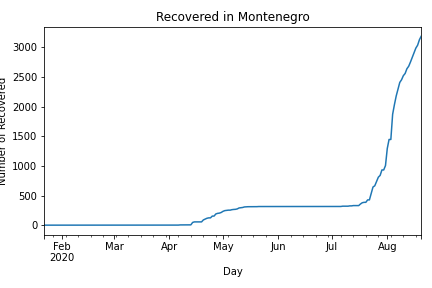 Recovered in Montenegro
3000
2500
2000
1500
1000
500
0
Number of Recovered
Feb Mar Apr May Jun Jul Aug
2020
Day